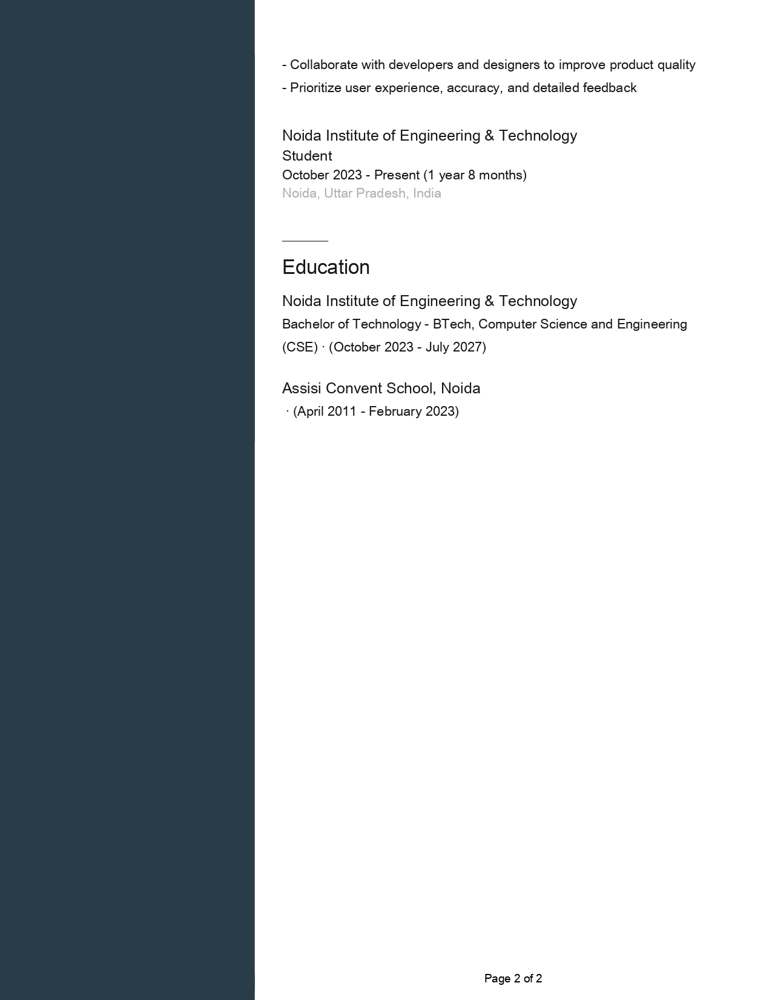 - Collaborate with developers and designers to improve product quality
- Prioritize user experience, accuracy, and detailed feedback
Noida Institute of Engineering & Technology
Student
October 2023 - Present (1 year 8 months)
Noida, Uttar Pradesh, India
Education
Noida Institute of Engineering & Technology
Bachelor of Technology - BTech, Computer Science and Engineering
(CSE) · (October 2023 - July 2027)
Assisi Convent School, Noida
· (April 2011 - February 2023)
Page 2 of 2